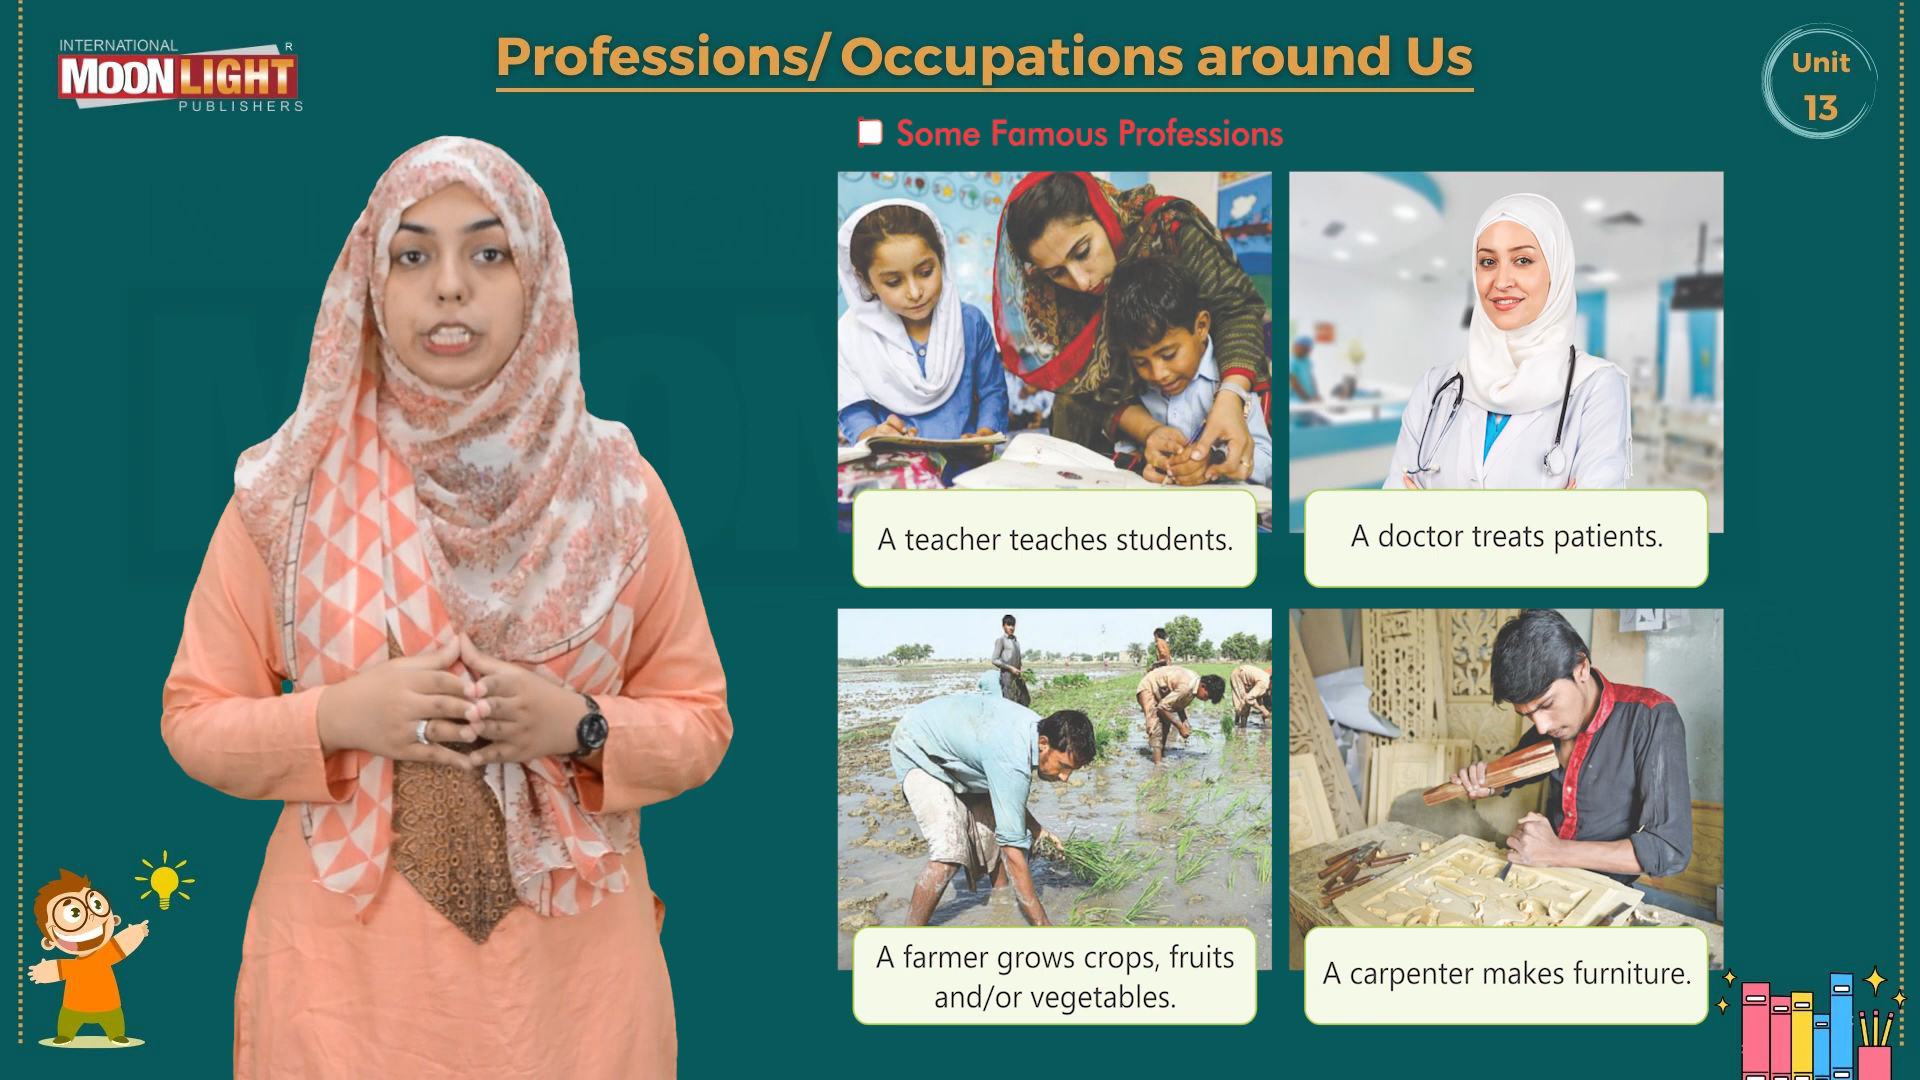 INTERNATIONAL
R
MOONLIGHT
PUBLISHERS
Professions/ Occupations around Us
Unit
13
Some Famous Professions
A teacher teaches students.
A doctor treats patients.
A farmer grows crops, fruits
and/or vegetables.
A carpenter makes furniture.